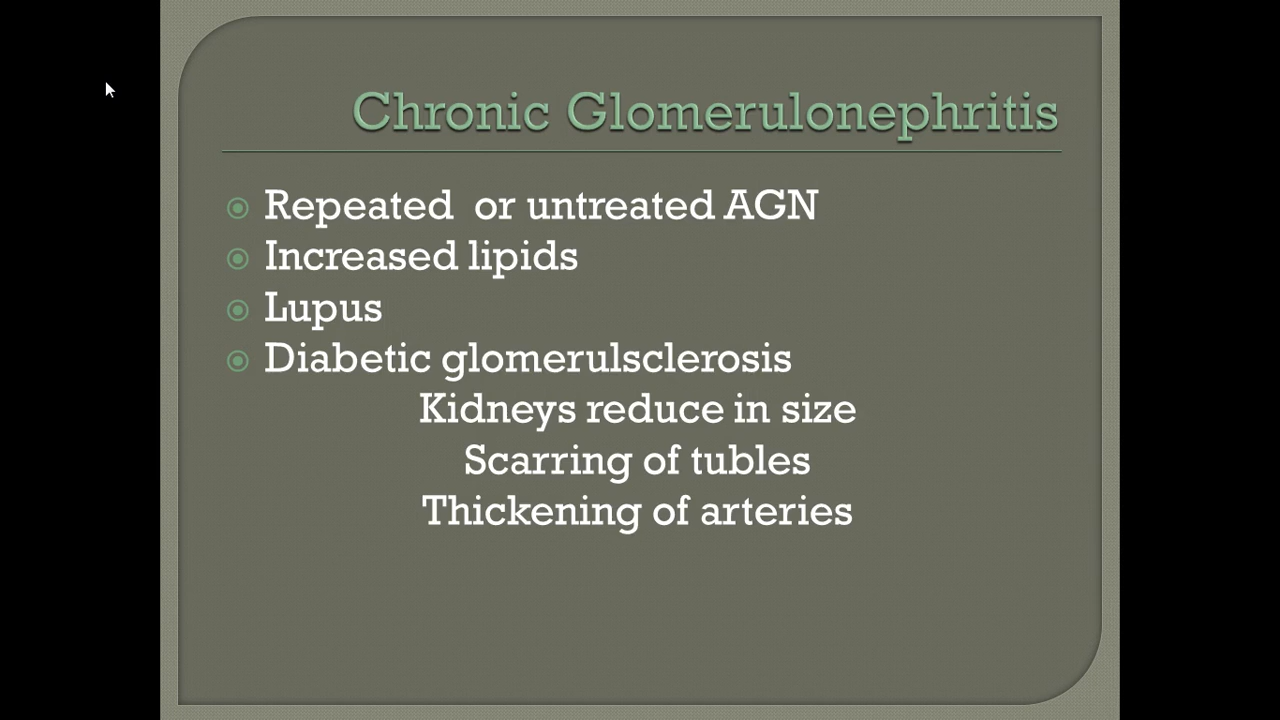 Chronic Glomerulonephritis
Repeated or untreated AGN
Increased lipids
Lupus
Diabetic glomerulsclerosis
Kidneys reduce in size
Scarring of tubles
Thickening of arteries